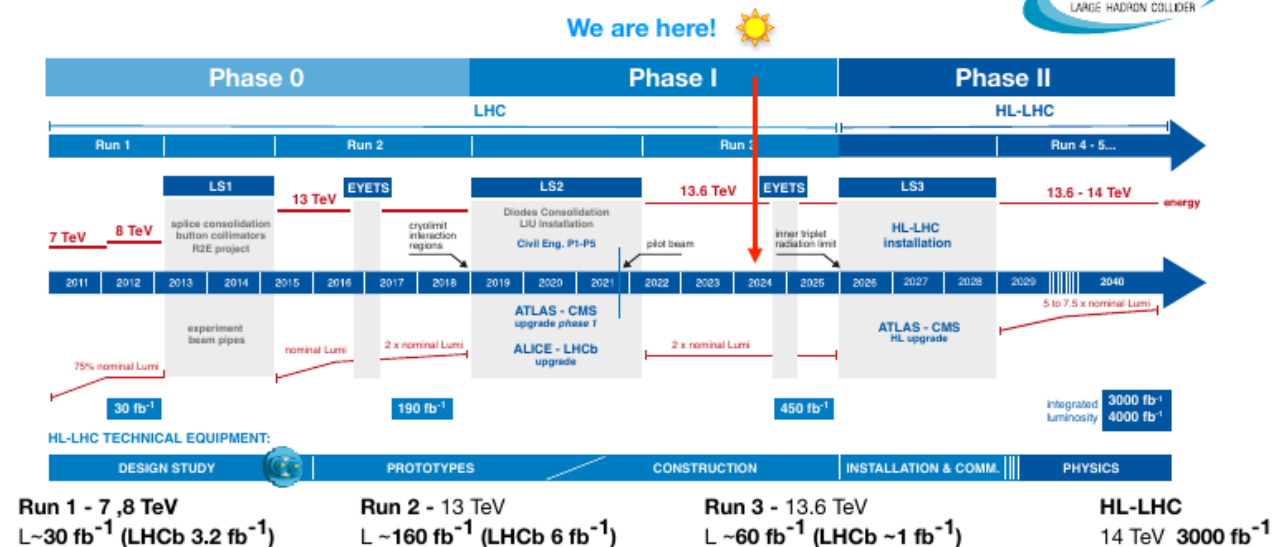 LARGE HADRON COLLIDER
We are here!
Phase 0 Phase I Phase II
LHC HL-LHC
Run 1 Run 2 Run 3 Run 4 - 5...
LS1 EYETS LS2 13.6 TeV EYETS LS3 13.6 - 14 TeV
13 TeV energy
7 TeV 8 TeV
splice consolidation
button collimators
R2E project
cryolimit
interaction
regions
Diodes Consolidation
LIU Installation
Civil Eng. P1-P5
pilot beam
inner triplet
radiation limit
HL-LHC
installation
2011 2012 2013 2014 2015 2016 2017 2018 2019 2020 2021 2022 2023 2024 2025 2026 2027 2028 2029 2040
5 to 7.5 x nominal Lumi
experiment
beam pipes
ATLAS - CMS
upgrade phase 1
ALICE - LHCb
upgrade
ATLAS - CMS
HL upgrade
75% nominal Lumi nominal Lumi 2 x nominal Lumi 2 x nominal Lumi
30 fb⁻¹ 190 fb⁻¹ 450 fb⁻¹
integrated
luminosity
3000 fb⁻¹
4000 fb⁻¹
HL-LHC TECHNICAL EQUIPMENT:
DESIGN STUDY PROTOTYPES CONSTRUCTION INSTALLATION & COMM. PHYSICS
Run 1 - 7 ,8 TeV Run 2 - 13 TeV Run 3 - 13.6 TeV HL-LHC
L~30 fb⁻¹ (LHCb 3.2 fb⁻¹) L ~160 fb⁻¹ (LHCb 6 fb⁻¹) L ~60 fb⁻¹ (LHCb ~1 fb⁻¹) 14 TeV 3000 fb⁻¹